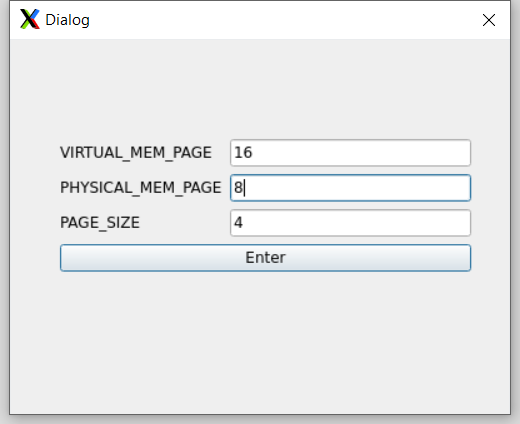 Dialog
VIRTUAL_MEM_PAGE 16
PHYSICAL_MEM_PAGE 8
PAGE_SIZE 4
Enter